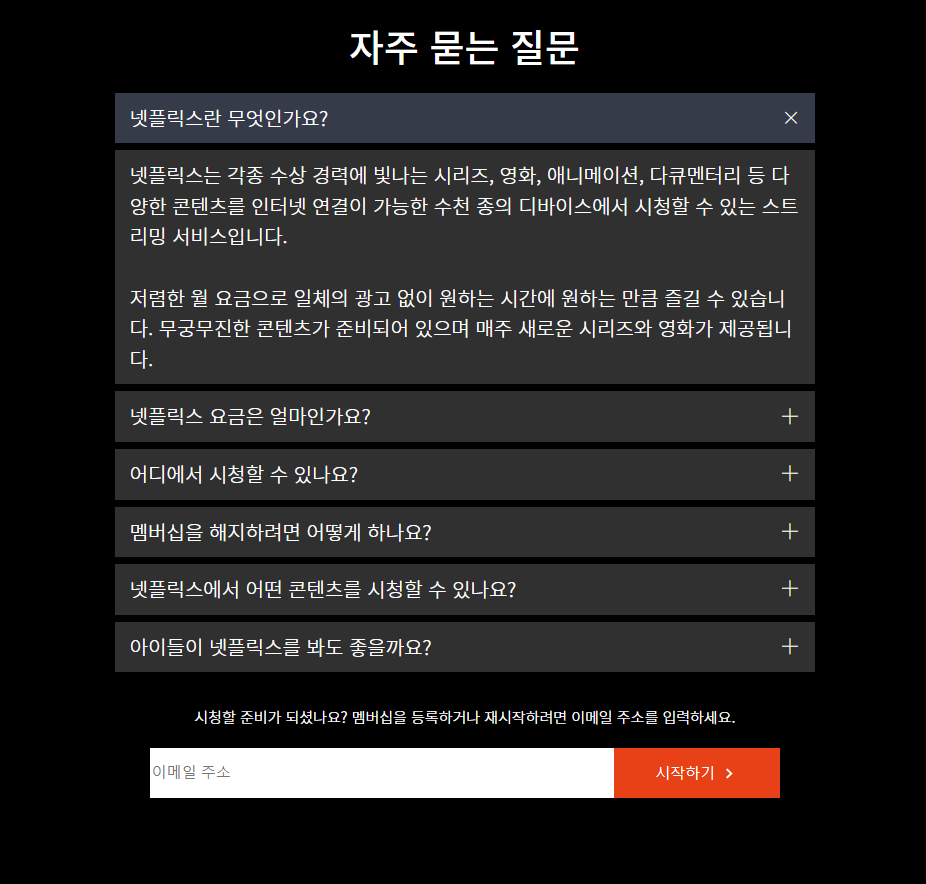 자주 묻는 질문
넷플릭스란 무엇인가요?
넷플릭스는 각종 수상 경력에 빛나는 시리즈, 영화, 애니메이션, 다큐멘터리 등 다
양한 콘텐츠를 인터넷 연결이 가능한 수천 종의 디바이스에서 시청할 수 있는 스트
리밍 서비스입니다.
저렴한 월 요금으로 일체의 광고 없이 원하는 시간에 원하는 만큼 즐길 수 있습니
다. 무궁무진한 콘텐츠가 준비되어 있으며 매주 새로운 시리즈와 영화가 제공됩니
다.
넷플릭스 요금은 얼마인가요?
어디에서 시청할 수 있나요?
멤버십을 해지하려면 어떻게 하나요?
넷플릭스에서 어떤 콘텐츠를 시청할 수 있나요?
아이들이 넷플릭스를 봐도 좋을까요?
시청할 준비가 되셨나요? 멤버십을 등록하거나 재시작하려면 이메일 주소를 입력하세요.
이메일 주소
시작하기